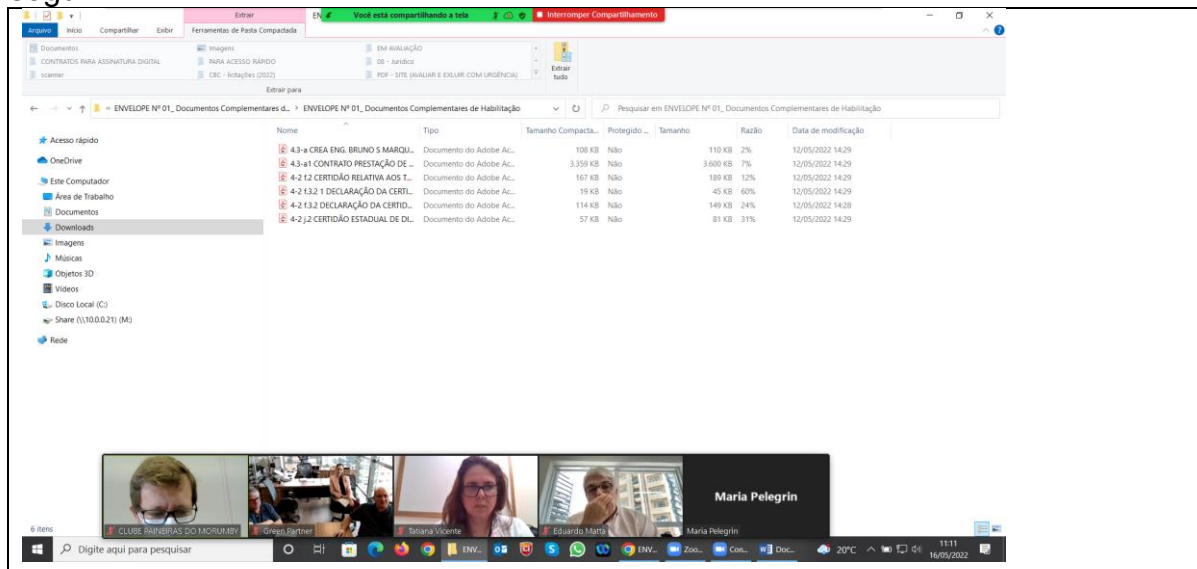 Extrair
Você está compartilhando a tela
Interromper Compartilhamento
Arquivo Início Compartilhar Exibir Ferramentas de Pasta Compactada
Documentos
CONTRATOS PARA ASSINATURA DIGITAL
scanner
Imagens
PARA ACESSO RÁPIDO
CBC - licitações (2022)
EM AVALIAÇÃO
08 - Jurídico
PDF - SITE (AVALIAR E EXLUIR COM URGÊNCIA)
Extrair tudo
Extrair para
« ENVELOPE Nº 01_ Documentos Complementares d... > ENVELOPE Nº 01_ Documentos Complementares de Habilitação
Pesquisar em ENVELOPE Nº 01_ Documentos Complementares de Habilitação
Nome Tipo Tamanho Compacta... Protegido ... Tamanho Razão Data de modificação
4.3-a CREA ENG. BRUNO S MARQU... Documento do Adobe Ac... 108 KB Não 110 KB 2% 12/05/2022 14:29
4.3-a1 CONTRATO PRESTAÇÃO DE ... Documento do Adobe Ac... 3.359 KB Não 3.600 KB 7% 12/05/2022 14:29
4-2 f.2 CERTIDÃO RELATIVA AOS T... Documento do Adobe Ac... 167 KB Não 189 KB 12% 12/05/2022 14:29
4-2 f.3.2 1 DECLARAÇÃO DA CERTI... Documento do Adobe Ac... 19 KB Não 45 KB 60% 12/05/2022 14:29
4-2 f.3.2 DECLARAÇÃO DA CERTID... Documento do Adobe Ac... 114 KB Não 149 KB 24% 12/05/2022 14:28
4-2 j.2 CERTIDÃO ESTADUAL DE DI... Documento do Adobe Ac... 57 KB Não 81 KB 31% 12/05/2022 14:29
Acesso rápido
OneDrive
Este Computador
Área de Trabalho
Documentos
Downloads
Imagens
Músicas
Objetos 3D
Vídeos
Disco Local (C:)
Share (\\10.0.0.21) (M:)
Rede
Maria Pelegrin
CLUBE PAINEIRAS DO MORUMBY
Green Partner
Tatiana Vicente
Eduardo Matta
Maria Pelegrin
6 itens
Digite aqui para pesquisar
ENV...
ENV...
Zoo...
Con...
Doc...
20°C
11:11
16/05/2022